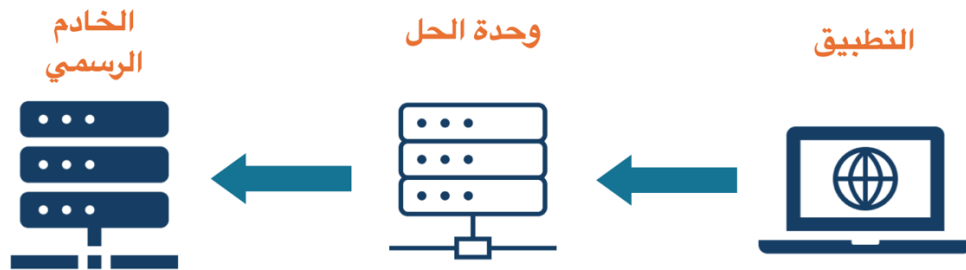 التطبيق
وحدة الحل
الخادم
الرسمي